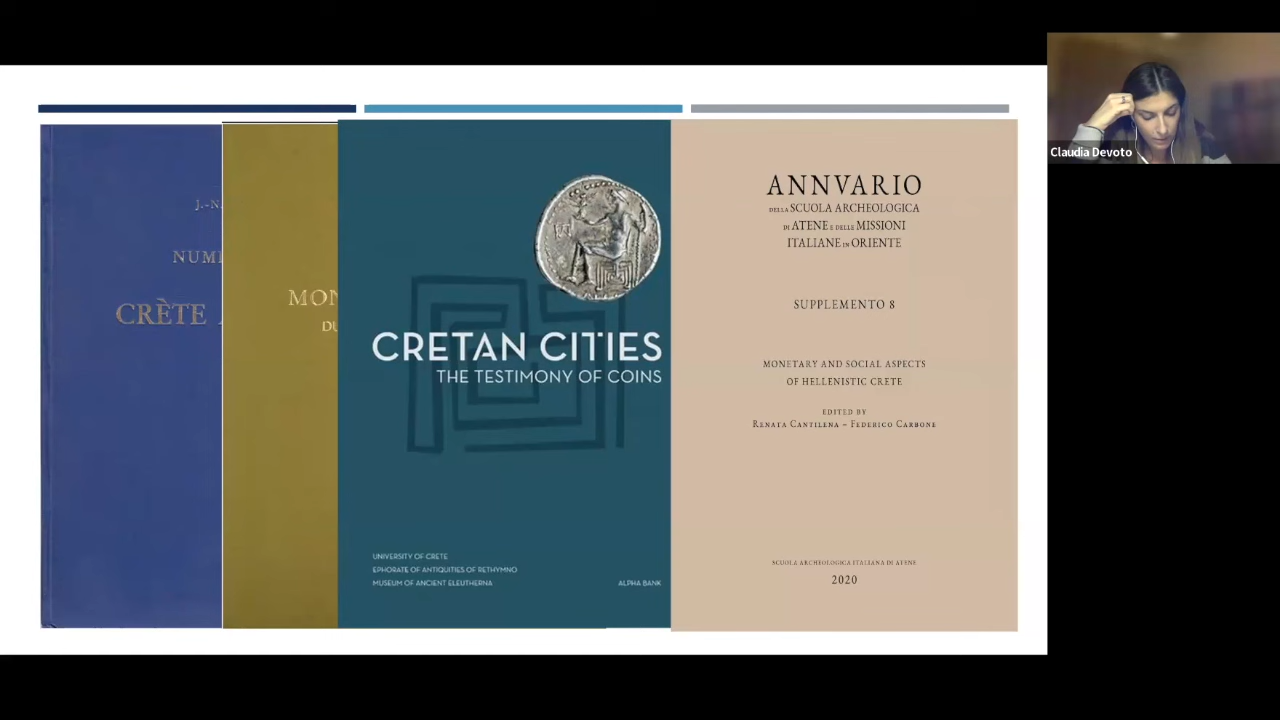 J.-N
NUMI
CRÈTE
MON
DU
CRETAN CITIES
THE TESTIMONY OF COINS
UNIVERSITY OF CRETE
EPHORATE OF ANTIQUITIES OF RETHYMNO
MUSEUM OF ANCIENT ELEUTHERNA
ALPHA BANK
ANNVARIO
DELLA SCUOLA ARCHEOLOGICA
DI ATENE E DELLE MISSIONI
ITALIANE IN ORIENTE
SUPPLEMENTO 8
MONETARY AND SOCIAL ASPECTS
OF HELLENISTIC CRETE
EDITED BY
RENATA CANTILENA – FEDERICO CARBONE
SCUOLA ARCHEOLOGICA ITALIANA DI ATENE
2020
Claudia Devoto